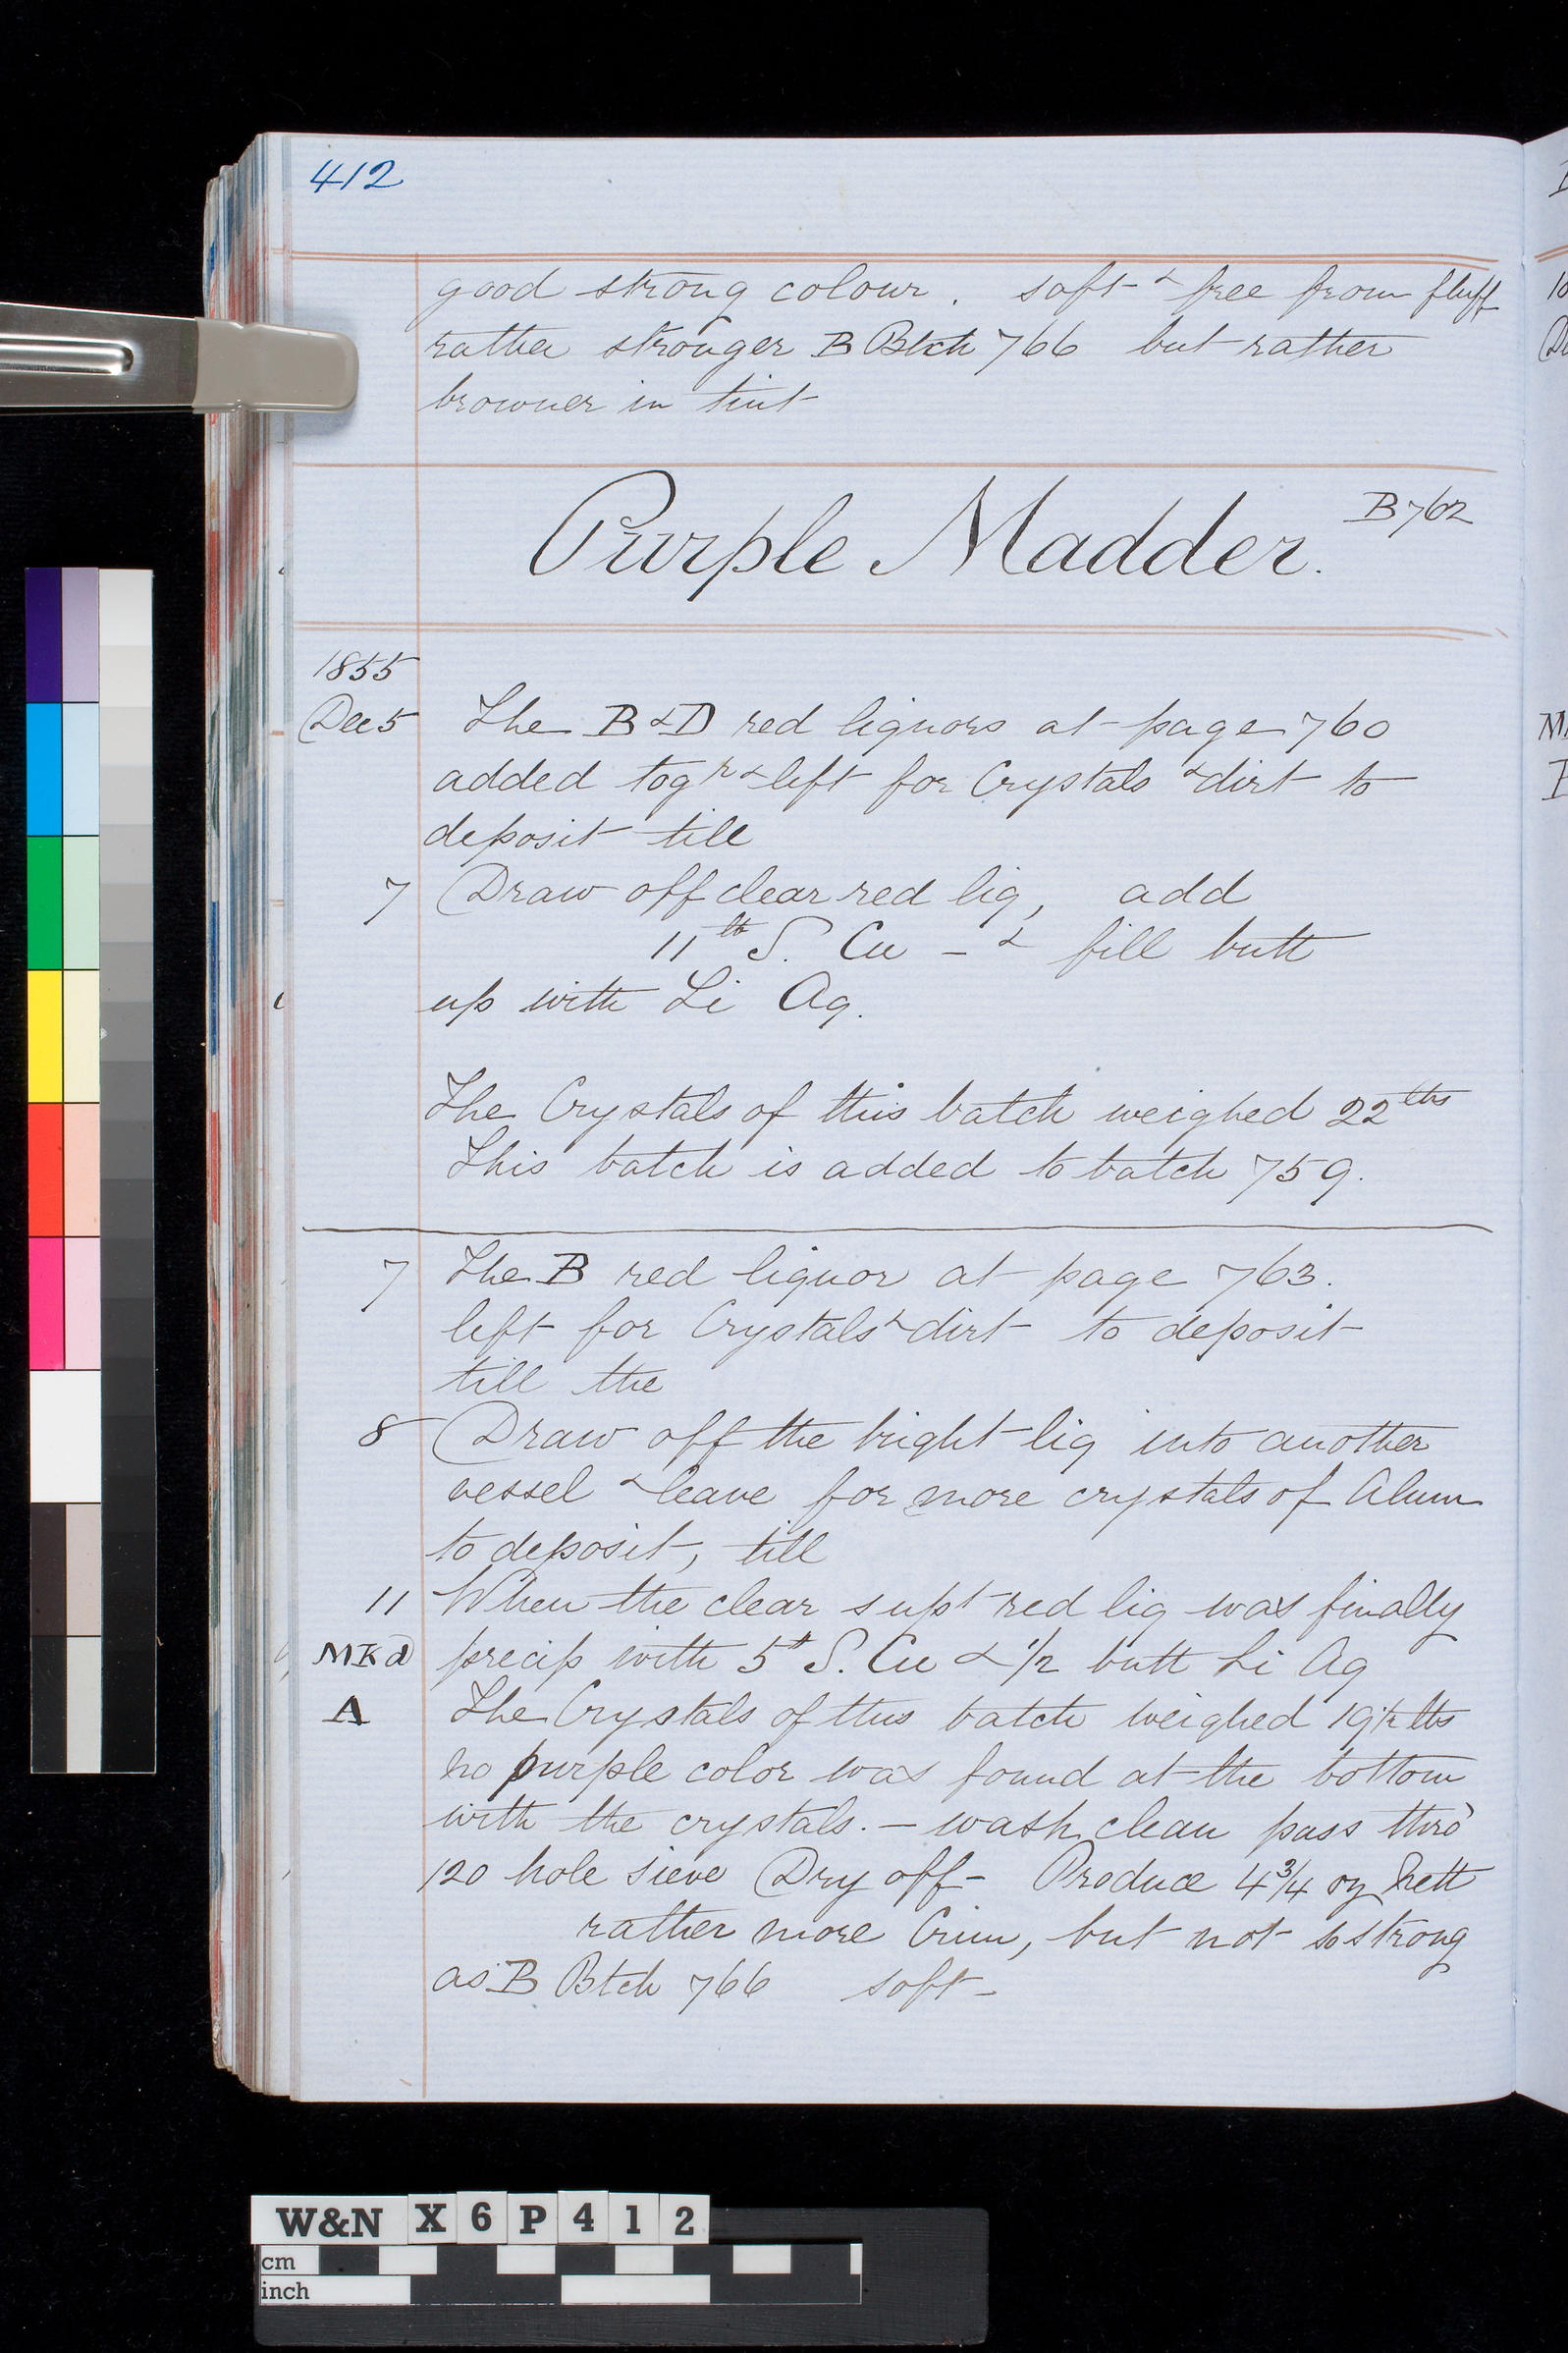 412
good strong colour. soft & free from fluff
rather stronger B Btch 766 but rather
browner in tint
Purple Madder. B762
1855
Dec 5 The B & D red liquors at page 760
added togr & left for Crystals & dirt to
deposit till
7 Draw off clear red liq, add
11 lb S. Cu - & fill butt
up with Li Aq.
The Crystals of this batch weighed 22 lbs
This batch is added to batch 759.
7 The B red liquor at page 763.
left for Crystals & dirt to deposit
till the
8 Draw off the bright liq into another
vessel & leave for more crystals of Alum
to deposit, till
11 When the clear supt red liq was finally
MKd precip with 5 S. Cu & 1/2 butt Li Aq
A The Crystals of this batch weighed 19 1/2 lbs
no purple color was found at the bottom
with the crystals. - wash clean pass thro'
120 hole sieve Dry off - Produce 4 3/4 oz Nett
rather more Crim, but not so strong
as B Btch 766 soft -
W&N X 6 P 4 1 2
cm
inch